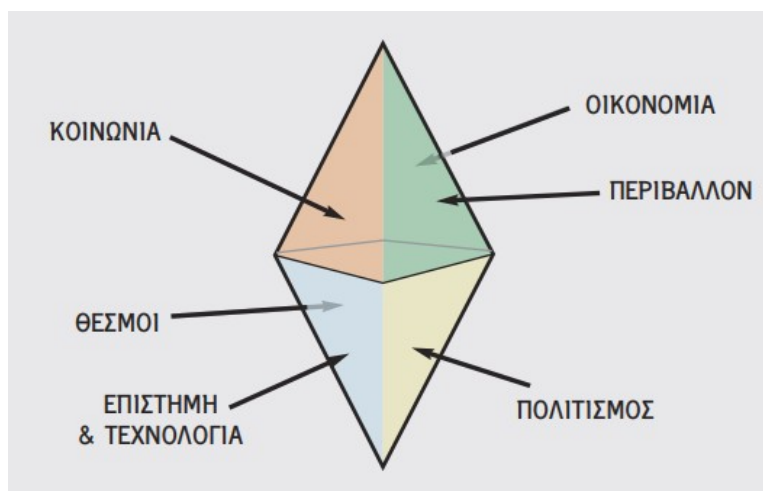 ΟΙΚΟΝΟΜΙΑ
ΚΟΙΝΩΝΙΑ
ΠΕΡΙΒΑΛΛΟΝ
ΘΕΣΜΟΙ
ΕΠΙΣΤΗΜΗ
& ΤΕΧΝΟΛΟΓΙΑ
ΠΟΛΙΤΙΣΜΟΣ